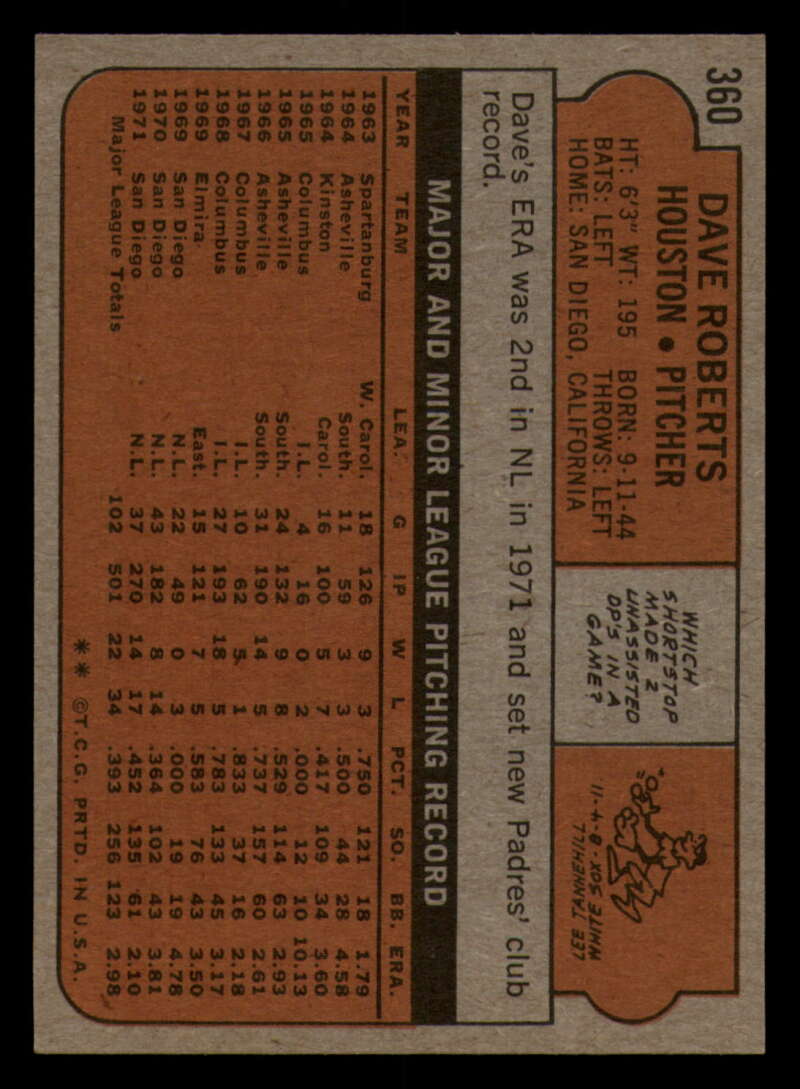 360
DAVE ROBERTS
HOUSTON • PITCHER
HT: 6'3" WT: 195 BORN: 9-11-44
BATS: LEFT THROWS: LEFT
HOME: SAN DIEGO, CALIFORNIA
WHICH
SHORTSTOP
MADE 2
UNASSISTED
DP'S IN A
GAME?
LEE TANNEHILL
WHITE SOX · 8-4-11
Dave's ERA was 2nd in NL in 1971 and set new Padres' club
record.
MAJOR AND MINOR LEAGUE PITCHING RECORD
YEAR TEAM LEA. G IP W L PCT. SO. BB. ERA.
1963 Spartanburg W. Carol. 18 126 9 3 .750 121 18 1.79
1964 Asheville South. 11 59 3 3 .500 44 28 4.58
1964 Kinston Carol. 16 100 5 7 .417 109 34 3.60
1965 Columbus I.L. 4 16 0 2 .000 12 10 10.13
1965 Asheville South. 24 132 9 8 .529 114 63 2.93
1966 Asheville South. 31 190 14 5 .737 157 60 2.61
1967 Columbus I.L. 10 62 5 1 .833 37 16 2.18
1968 Columbus I.L. 27 193 18 5 .783 133 45 3.17
1969 Elmira East. 15 121 7 5 .583 76 43 3.50
1969 San Diego N.L. 22 49 0 3 .000 19 19 4.78
1970 San Diego N.L. 43 182 8 14 .364 102 43 3.81
1971 San Diego N.L. 37 270 14 17 .452 135 61 2.10
Major League Totals 102 501 22 34 .393 256 123 2.98
** ©T.C.G. PRTD. IN U.S.A.